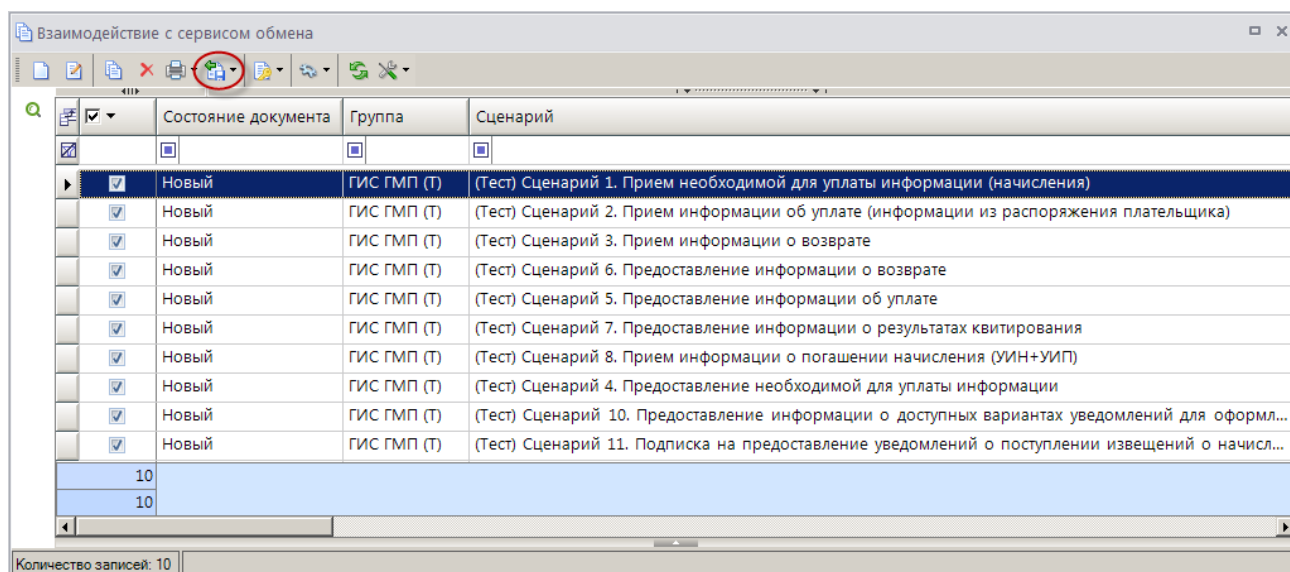 Взаимодействие с сервисом обмена
Состояние документа Группа Сценарий
Новый ГИС ГМП (Т) (Тест) Сценарий 1. Прием необходимой для уплаты информации (начисления)
Новый ГИС ГМП (Т) (Тест) Сценарий 2. Прием информации об уплате (информации из распоряжения плательщика)
Новый ГИС ГМП (Т) (Тест) Сценарий 3. Прием информации о возврате
Новый ГИС ГМП (Т) (Тест) Сценарий 6. Предоставление информации о возврате
Новый ГИС ГМП (Т) (Тест) Сценарий 5. Предоставление информации об уплате
Новый ГИС ГМП (Т) (Тест) Сценарий 7. Предоставление информации о результатах квитирования
Новый ГИС ГМП (Т) (Тест) Сценарий 8. Прием информации о погашении начисления (УИН+УИП)
Новый ГИС ГМП (Т) (Тест) Сценарий 4. Предоставление необходимой для уплаты информации
Новый ГИС ГМП (Т) (Тест) Сценарий 10. Предоставление информации о доступных вариантах уведомлений для оформл...
Новый ГИС ГМП (Т) (Тест) Сценарий 11. Подписка на предоставление уведомлений о поступлении извещений о начисл...
10
10
Количество записей: 10